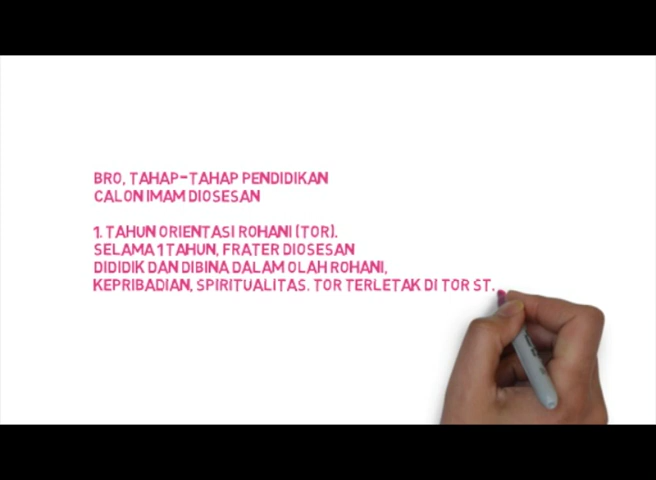 BRO, TAHAP-TAHAP PENDIDIKAN
CALON IMAM DIOSESAN
1. TAHUN ORIENTASI ROHANI (TOR).
SELAMA 1 TAHUN, FRATER DIOSESAN
DIDIDIK DAN DIBINA DALAM OLAH ROHANI,
KEPRIBADIAN, SPIRITUALITAS. TOR TERLETAK DI TOR ST.